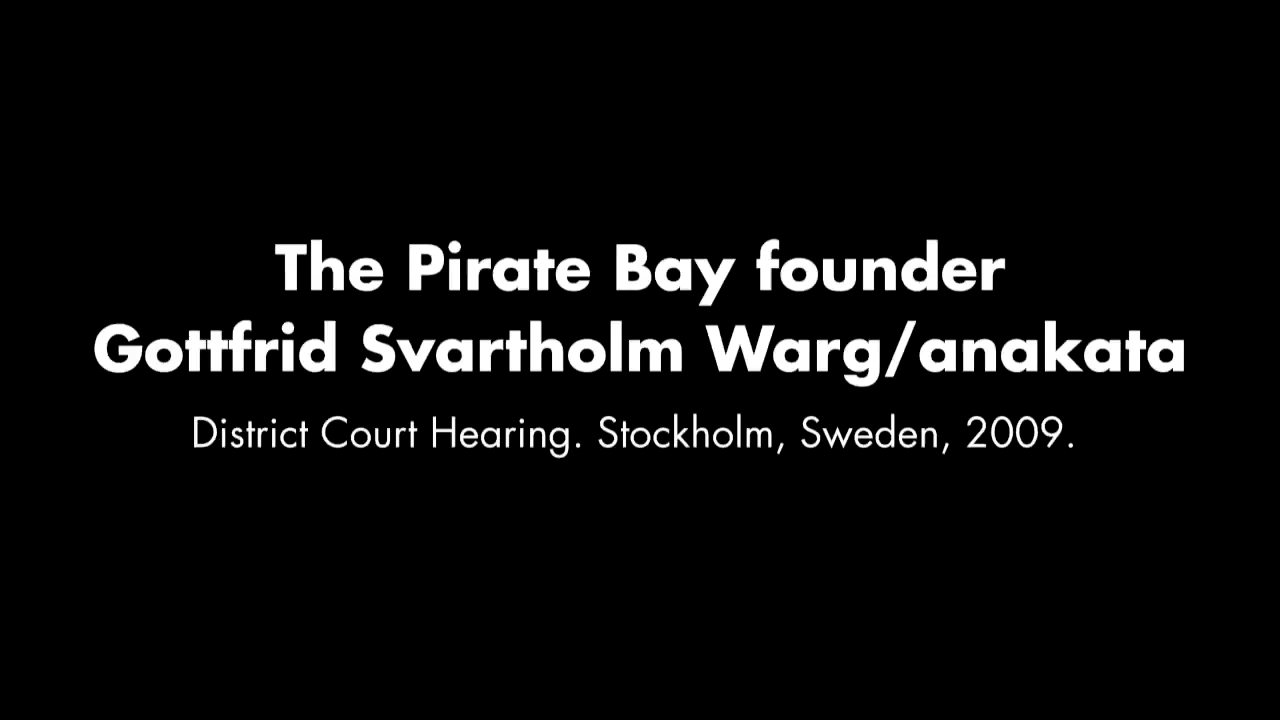 The Pirate Bay founder
Gottfrid Svartholm Warg/anakata
District Court Hearing. Stockholm, Sweden, 2009.